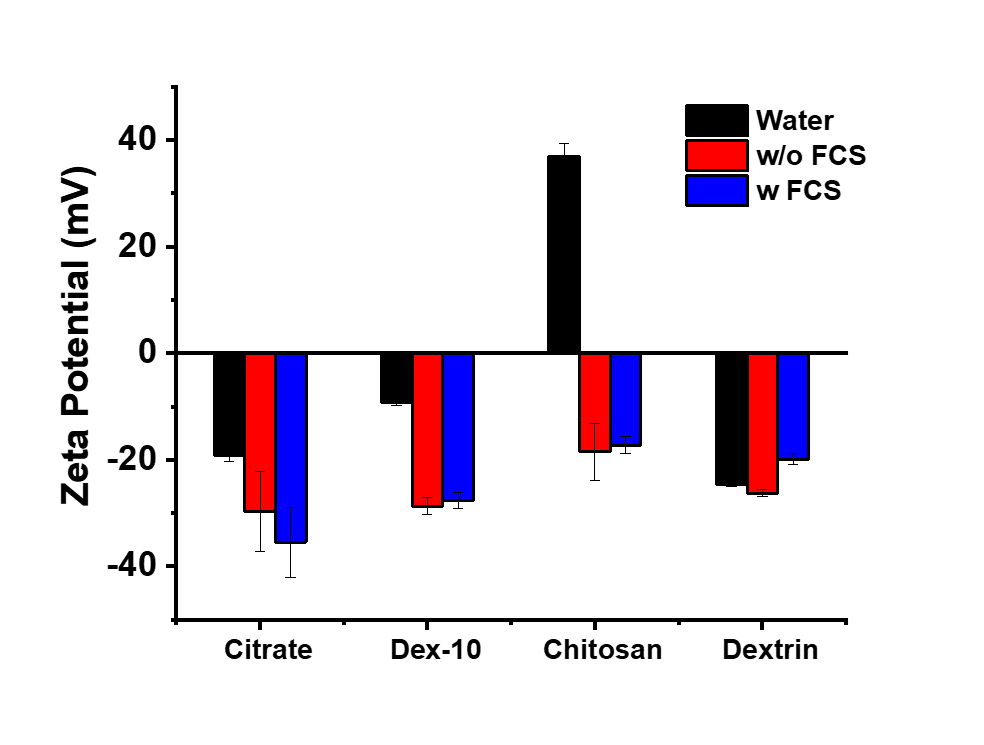 Zeta Potential (mV)
40
20
0
-20
-40
Water
w/o FCS
w FCS
Citrate
Dex-10
Chitosan
Dextrin